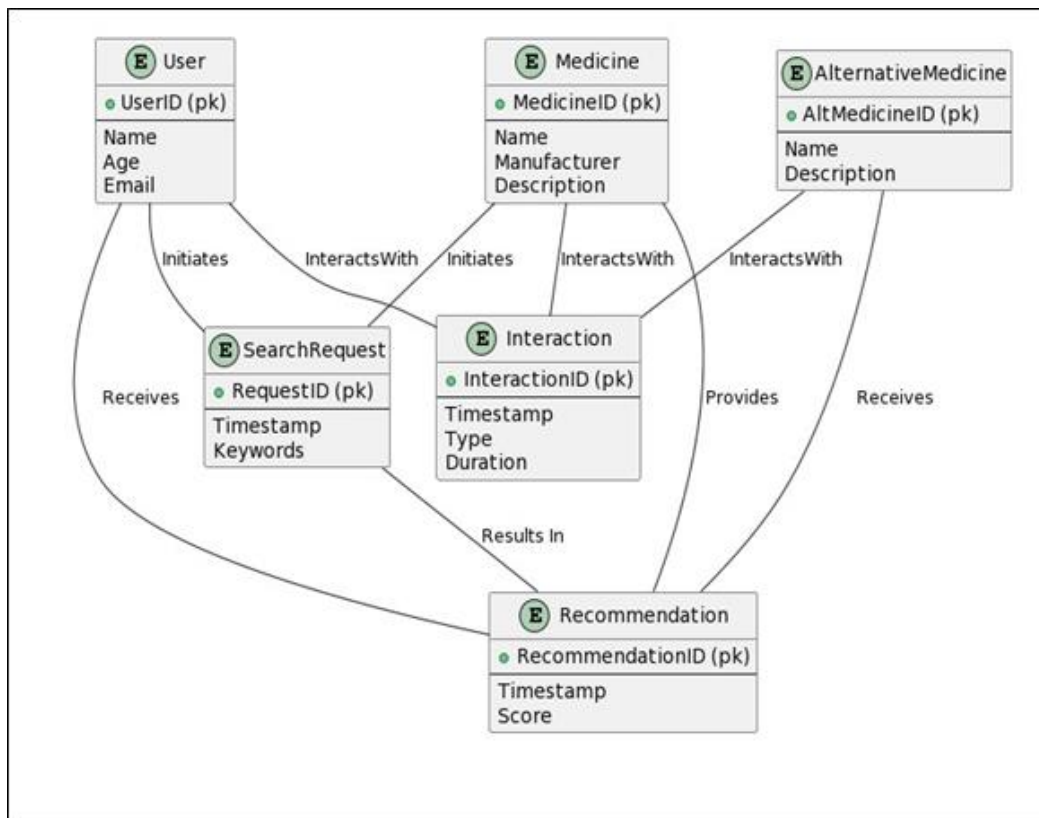 E User
UserID (pk)
Name
Age
Email
E Medicine
MedicineID (pk)
Name
Manufacturer
Description
E AlternativeMedicine
AltMedicineID (pk)
Name
Description
Initiates
InteractsWith
Initiates
InteractsWith
InteractsWith
E SearchRequest
RequestID (pk)
Timestamp
Keywords
E Interaction
InteractionID (pk)
Timestamp
Type
Duration
Receives
Provides
Receives
Results In
E Recommendation
RecommendationID (pk)
Timestamp
Score